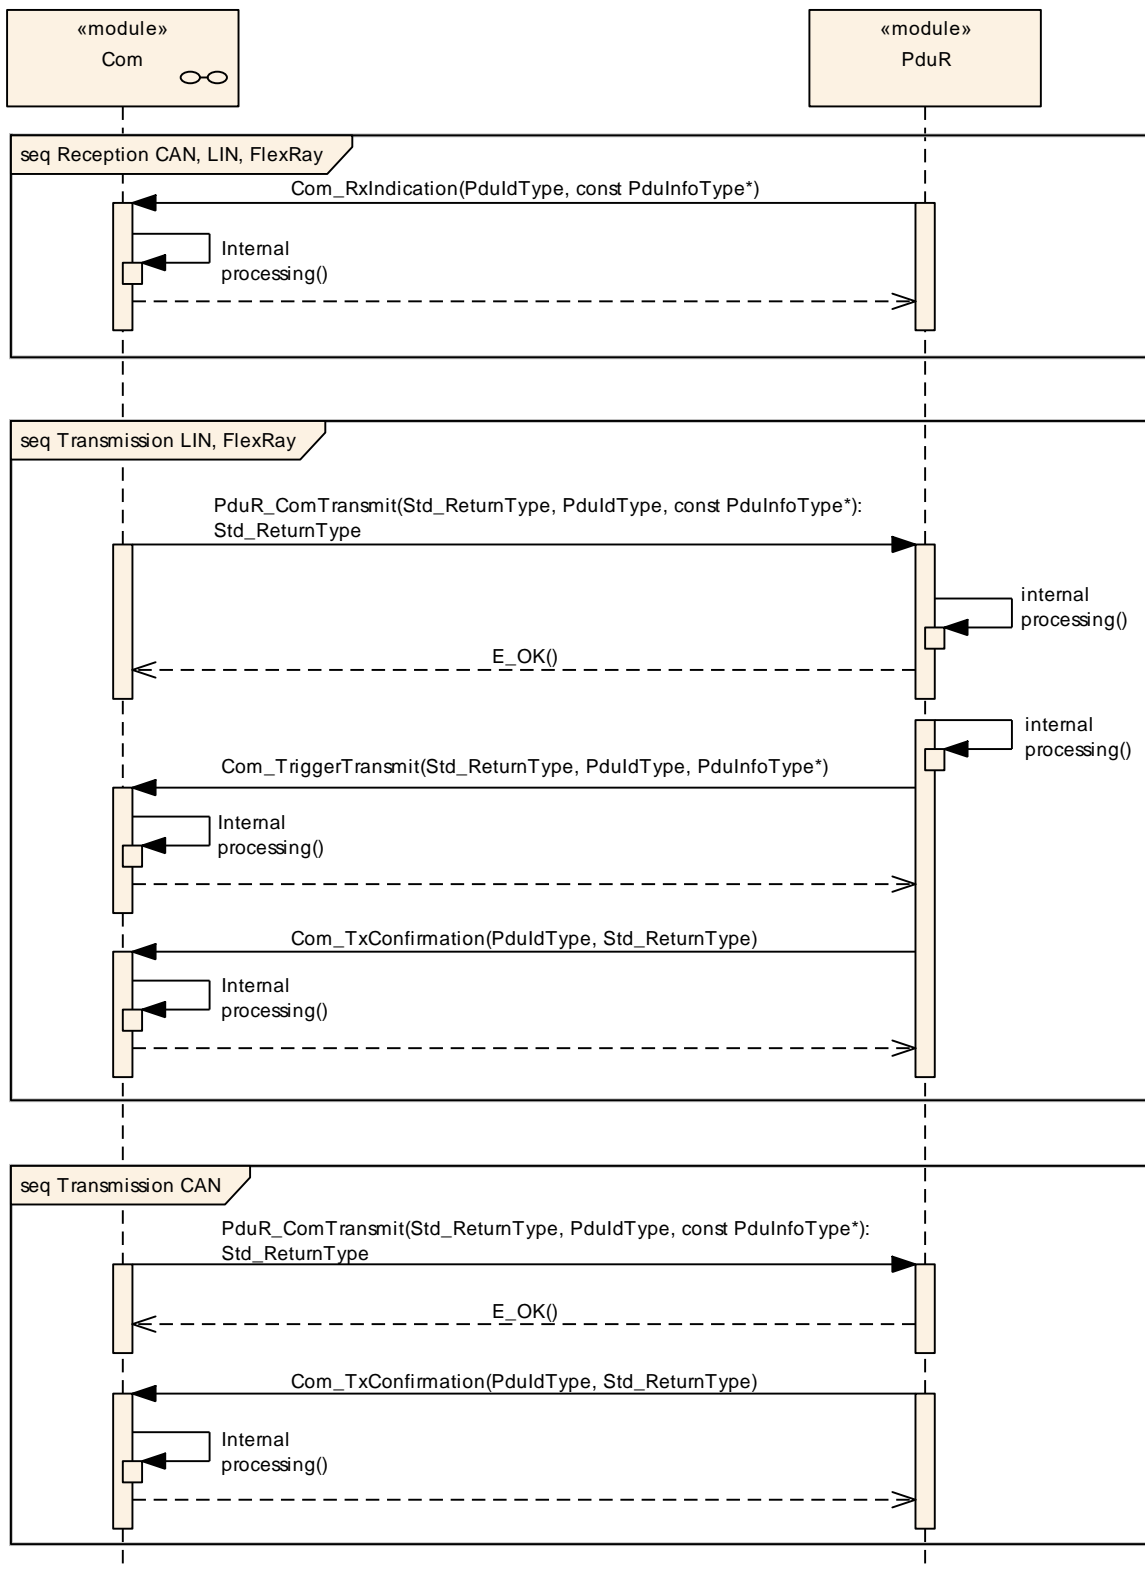 «module»
Com
«module»
PduR
seq Reception CAN, LIN, FlexRay
Com_RxIndication(PduIdType, const PduInfoType*)
Internal
processing()
seq Transmission LIN, FlexRay
PduR_ComTransmit(Std_ReturnType, PduIdType, const PduInfoType*):
Std_ReturnType
internal
processing()
E_OK()
internal
processing()
Com_TriggerTransmit(Std_ReturnType, PduIdType, PduInfoType*)
Internal
processing()
Com_TxConfirmation(PduIdType, Std_ReturnType)
Internal
processing()
seq Transmission CAN
PduR_ComTransmit(Std_ReturnType, PduIdType, const PduInfoType*):
Std_ReturnType
E_OK()
Com_TxConfirmation(PduIdType, Std_ReturnType)
Internal
processing()